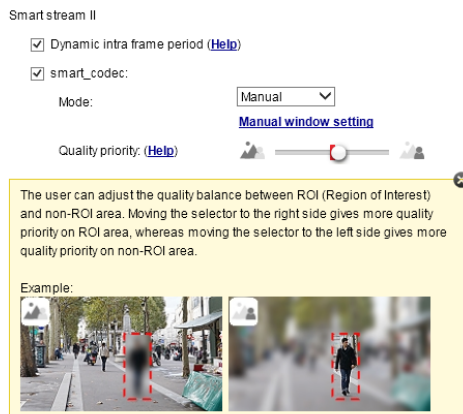 Smart stream II
Dynamic intra frame period (Help)
smart_codec:
Mode: Manual
Manual window setting
Quality priority: (Help)
The user can adjust the quality balance between ROI (Region of Interest)
and non-ROI area. Moving the selector to the right side gives more quality
priority on ROI area, whereas moving the selector to the left side gives more
quality priority on non-ROI area.
Example: